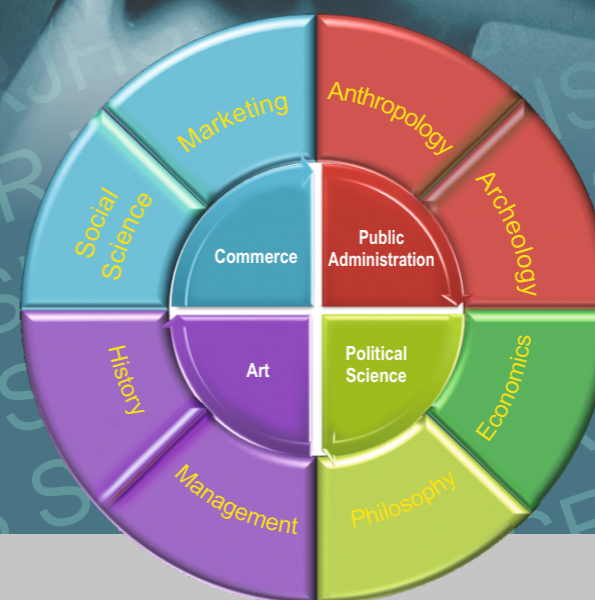 Marketing
Anthropology
Social
Science
Archeology
Commerce
Public
Administration
History
Art
Political
Science
Economics
Management
Philosophy